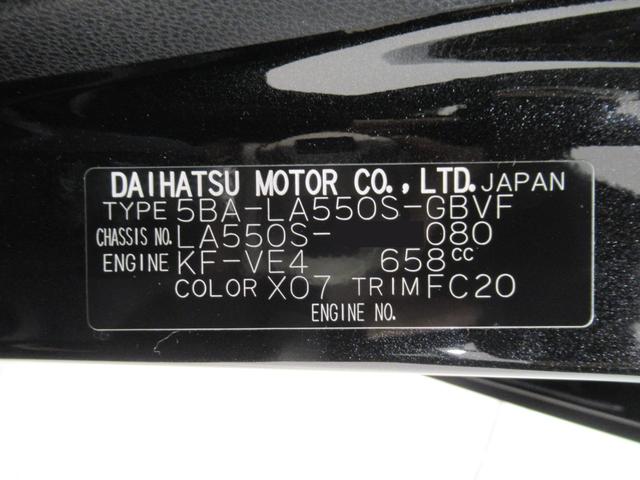 DAIHATSU MOTOR CO., LTD. JAPAN
TYPE 5BA-LA550S-GBVF
CHASSIS NO. LA550S- 080
ENGINE KF-VE4 658cc
COLOR X07 TRIM FC20
ENGINE NO.